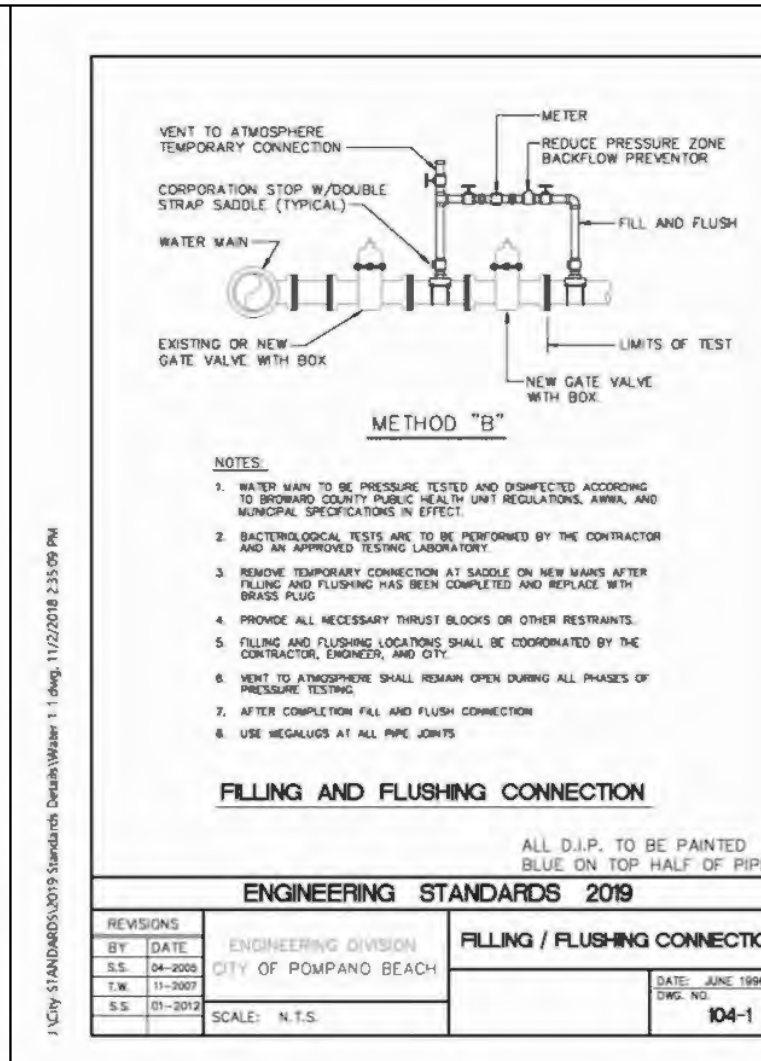 METER
VENT TO ATMOSPHERE
TEMPORARY CONNECTION
REDUCE PRESSURE ZONE
BACKFLOW PREVENTOR
CORPORATION STOP W/DOUBLE
STRAP SADDLE (TYPICAL)
FILL AND FLUSH
WATER MAIN
EXISTING OR NEW
GATE VALVE WITH BOX
LIMITS OF TEST
NEW GATE VALVE
WITH BOX
METHOD "B"
NOTES:
1. WATER MAIN TO BE PRESSURE TESTED AND DISINFECTED ACCORDING
TO BROWARD COUNTY PUBLIC HEALTH UNIT REGULATIONS, AWWA, AND
MUNICIPAL SPECIFICATIONS IN EFFECT.
2. BACTERIOLOGICAL TESTS ARE TO BE PERFORMED BY THE CONTRACTOR
AND AN APPROVED TESTING LABORATORY.
3. REMOVE TEMPORARY CONNECTION AT SADDLE ON NEW MAINS AFTER
FILLING AND FLUSHING HAS BEEN COMPLETED AND REPLACE WITH
BRASS PLUG
4. PROVIDE ALL NECESSARY THRUST BLOCKS OR OTHER RESTRAINTS.
5. FILLING AND FLUSHING LOCATIONS SHALL BE COORDINATED BY THE
CONTRACTOR, ENGINEER, AND CITY.
6. VENT TO ATMOSPHERE SHALL REMAIN OPEN DURING ALL PHASES OF
PRESSURE TESTING.
7. AFTER COMPLETION FILL AND FLUSH CONNECTION
8. USE MEGALUGS AT ALL PIPE JOINTS
FILLING AND FLUSHING CONNECTION
ALL D.I.P. TO BE PAINTED
BLUE ON TOP HALF OF PIP
ENGINEERING STANDARDS 2019
REVISIONS
BY DATE
S.S. 04-2005
T.W. 11-2007
S.S. 01-2012
ENGINEERING DIVISION
CITY OF POMPANO BEACH
SCALE: N.T.S.
FILLING / FLUSHING CONNECTIO
DATE: JUNE 1996
DWG. NO.
104-1
J:\City STANDARDS\2019 Standards Details\Water 1 1.dwg, 11/2/2018 2:35:09 PM